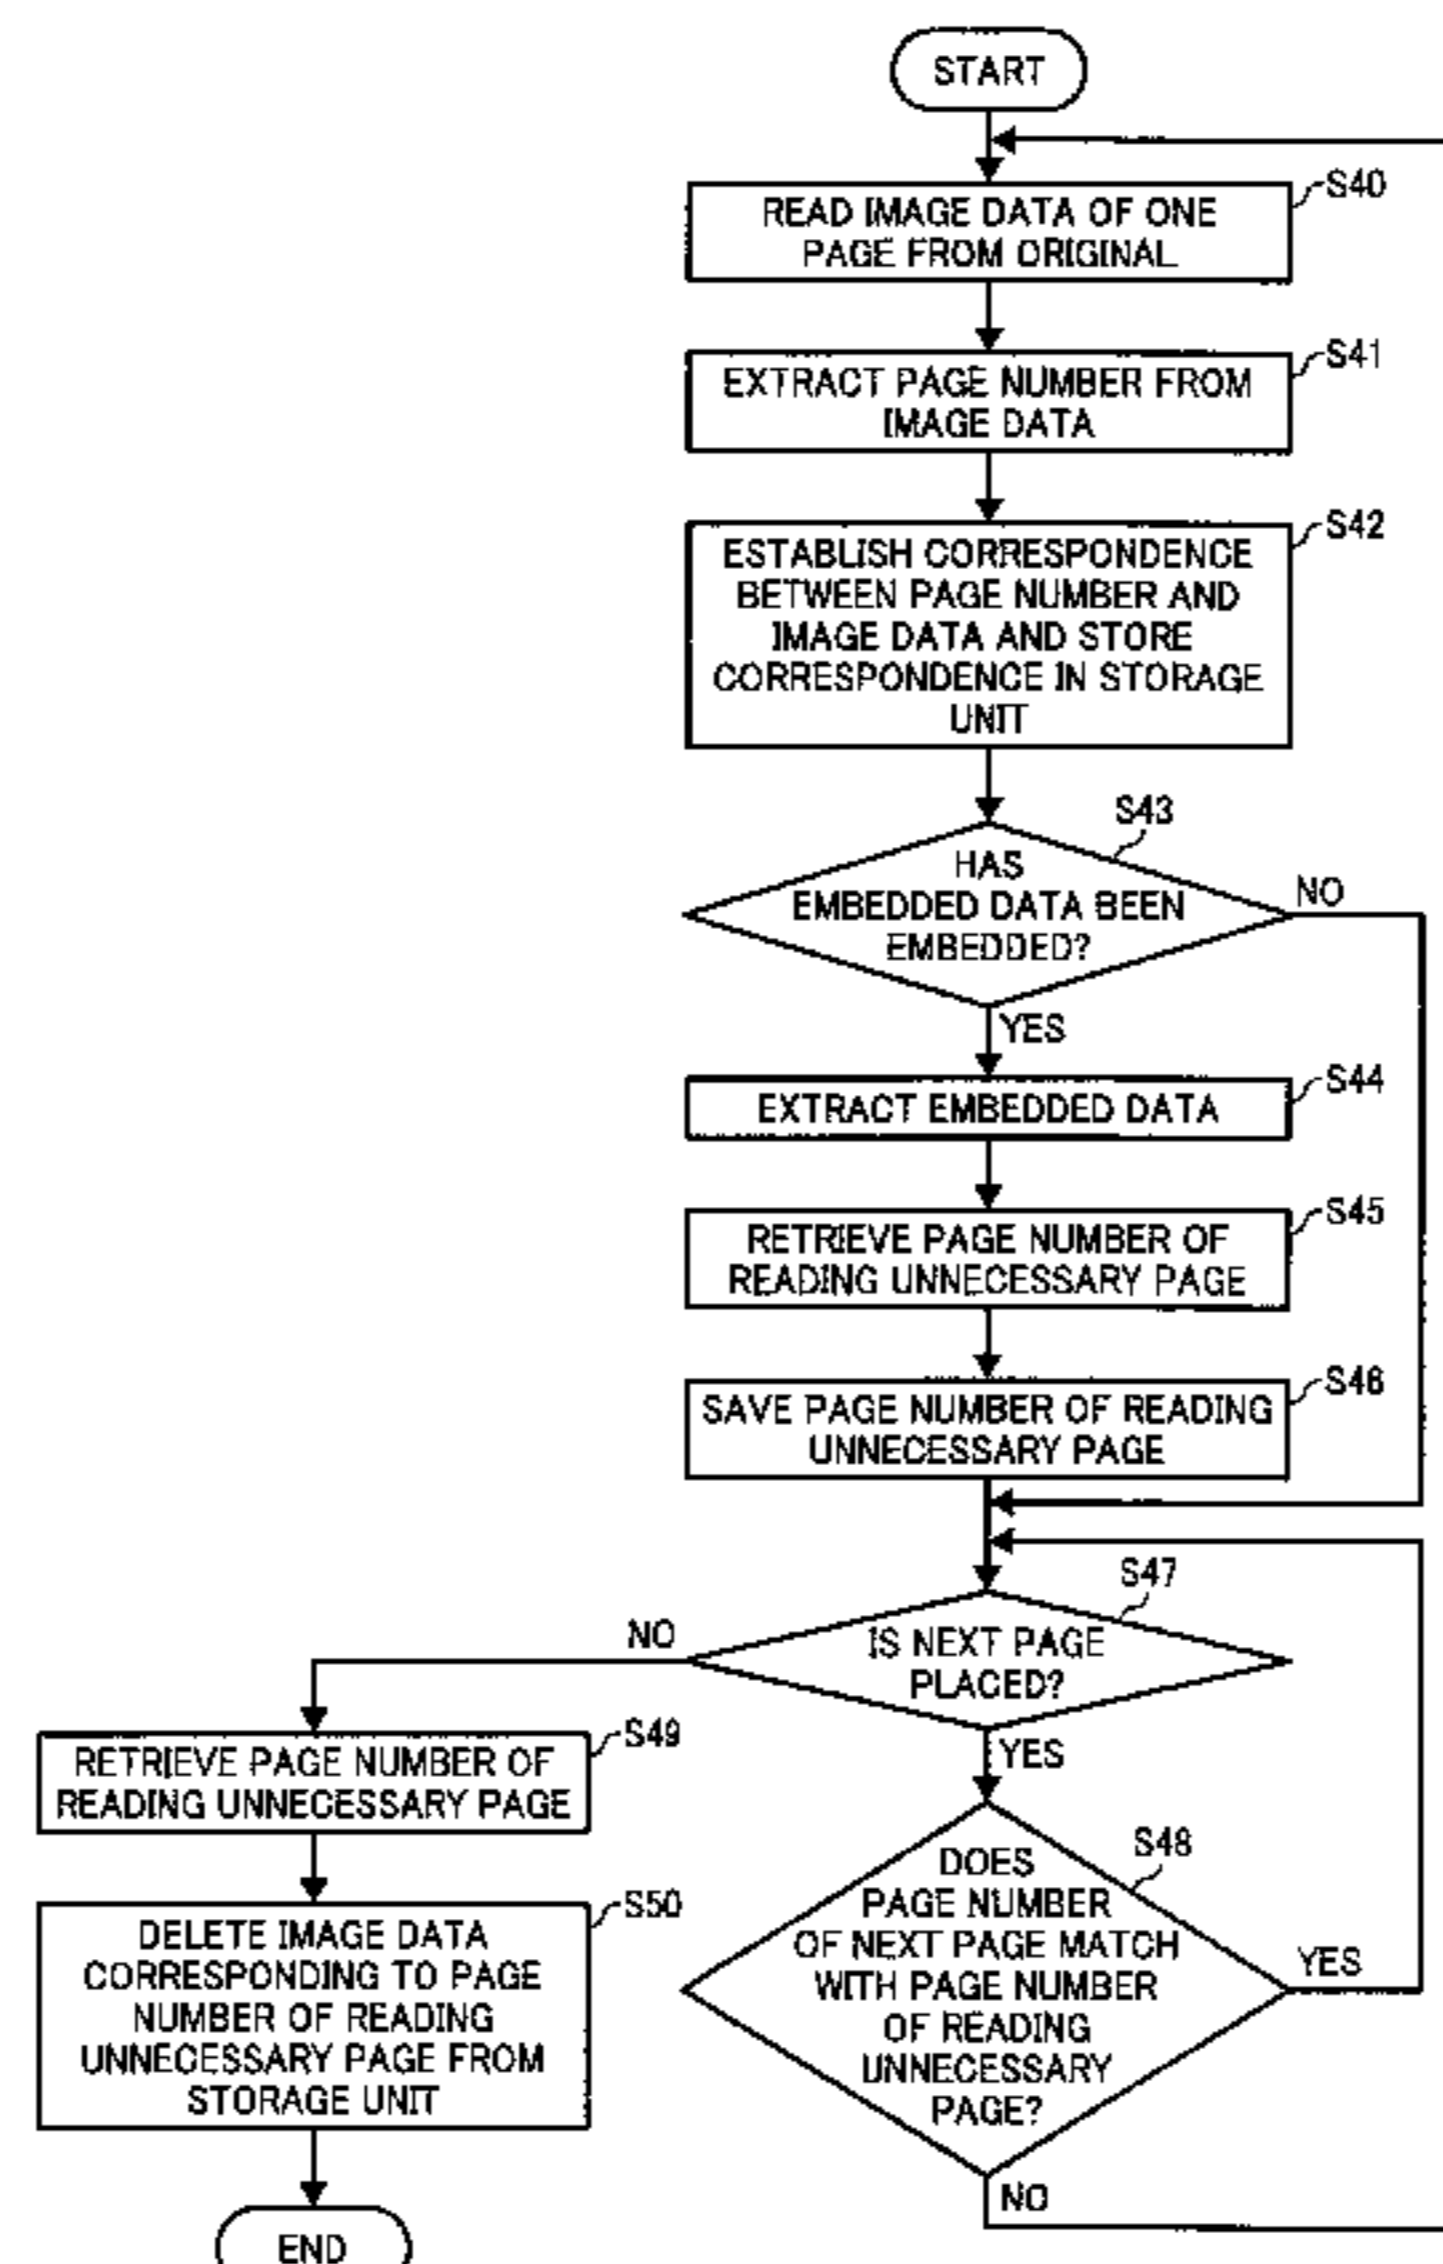 START
S40
READ IMAGE DATA OF ONE
PAGE FROM ORIGINAL
S41
EXTRACT PAGE NUMBER FROM
IMAGE DATA
S42
ESTABLISH CORRESPONDENCE
BETWEEN PAGE NUMBER AND
IMAGE DATA AND STORE
CORRESPONDENCE IN STORAGE
UNIT
S43
HAS
EMBEDDED DATA BEEN
EMBEDDED?
NO
YES
S44
EXTRACT EMBEDDED DATA
S45
RETRIEVE PAGE NUMBER OF
READING UNNECESSARY PAGE
S46
SAVE PAGE NUMBER OF READING
UNNECESSARY PAGE
S47
IS NEXT PAGE
PLACED?
NO
YES
S49
RETRIEVE PAGE NUMBER OF
READING UNNECESSARY PAGE
S48
DOES
PAGE NUMBER
OF NEXT PAGE MATCH
WITH PAGE NUMBER
OF READING
UNNECESSARY
PAGE?
YES
NO
S50
DELETE IMAGE DATA
CORRESPONDING TO PAGE
NUMBER OF READING
UNNECESSARY PAGE FROM
STORAGE UNIT
END